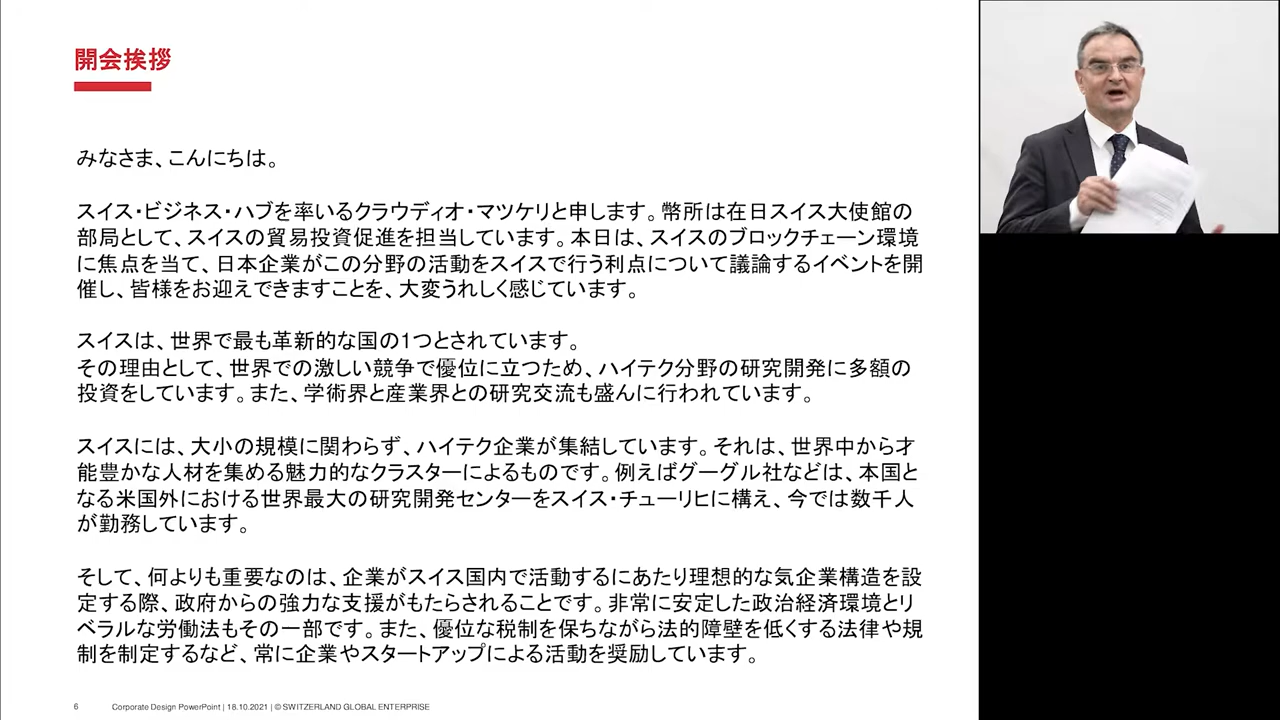 開会挨拶
みなさま、こんにちは。
スイス・ビジネス・ハブを率いるクラウディオ・マツケリと申します。幣所は在日スイス大使館の
部局として、スイスの貿易投資促進を担当しています。本日は、スイスのブロックチェーン環境
に焦点を当て、日本企業がこの分野の活動をスイスで行う利点について議論するイベントを開
催し、皆様をお迎えできますことを、大変うれしく感じています。
スイスは、世界で最も革新的な国の1つとされています。
その理由として、世界での激しい競争で優位に立つため、ハイテク分野の研究開発に多額の
投資をしています。また、学術界と産業界との研究交流も盛んに行われています。
スイスには、大小の規模に関わらず、ハイテク企業が集結しています。それは、世界中から才
能豊かな人材を集める魅力的なクラスターによるものです。例えばグーグル社などは、本国と
なる米国外における世界最大の研究開発センターをスイス・チューリヒに構え、今では数千人
が勤務しています。
そして、何よりも重要なのは、企業がスイス国内で活動するにあたり理想的な気企業構造を設
定する際、政府からの強力な支援がもたらされることです。非常に安定した政治経済環境とリ
ベラルな労働法もその一部です。また、優位な税制を保ちながら法的障壁を低くする法律や規
制を制定するなど、常に企業やスタートアップによる活動を奨励しています。
6 Corporate Design PowerPoint | 18.10.2021 | © SWITZERLAND GLOBAL ENTERPRISE